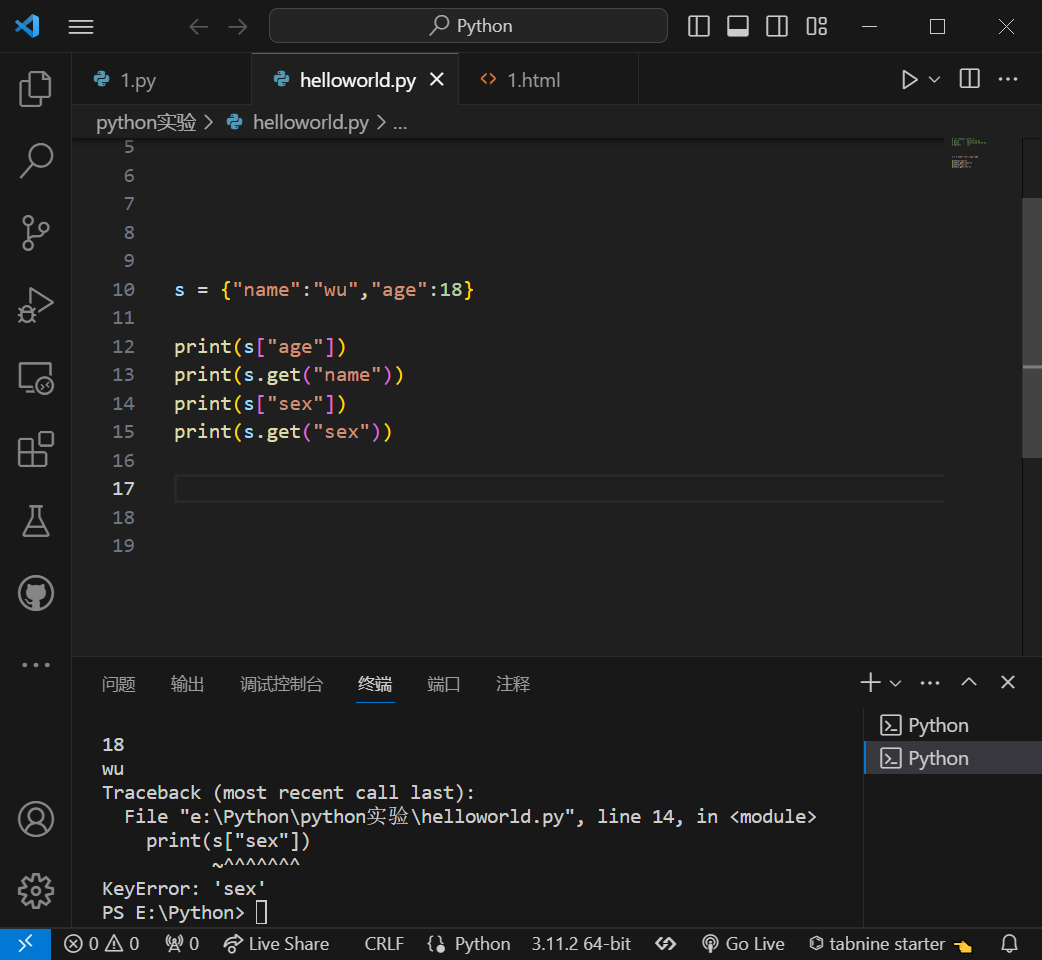 Python
1.py
helloworld.py
1.html
python实验 > helloworld.py > ...
5
6
7
8
9
10 s = {"name":"wu","age":18}
11
12 print(s["age"])
13 print(s.get("name"))
14 print(s["sex"])
15 print(s.get("sex"))
16
17
18
19
问题 输出 调试控制台 终端 端口 注释
Python
Python
18
wu
Traceback (most recent call last):
  File "e:\Python\python实验\helloworld.py", line 14, in <module>
    print(s["sex"])
          ~^^^^^^^
KeyError: 'sex'
PS E:\Python>
0 0 0 Live Share CRLF Python 3.11.2 64-bit Go Live tabnine starter